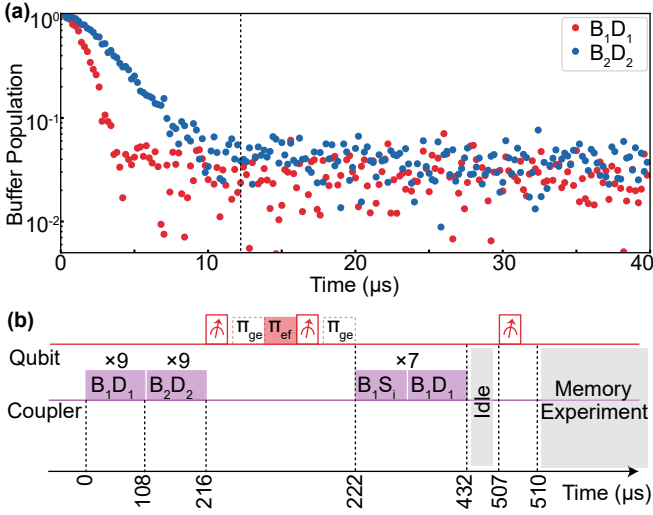 (a)
10⁰
10⁻¹
10⁻²
Buffer Population
B₁D₁
B₂D₂
0 10 20 30 40
Time (μs)
(b)
π_ge π_ef π_ge
Qubit
×9 ×9 ×7
B₁D₁ B₂D₂ B₁Sᵢ B₁D₁
Idle
Memory
Experiment
Coupler
0 108 216 222 432 507 510
Time (μs)